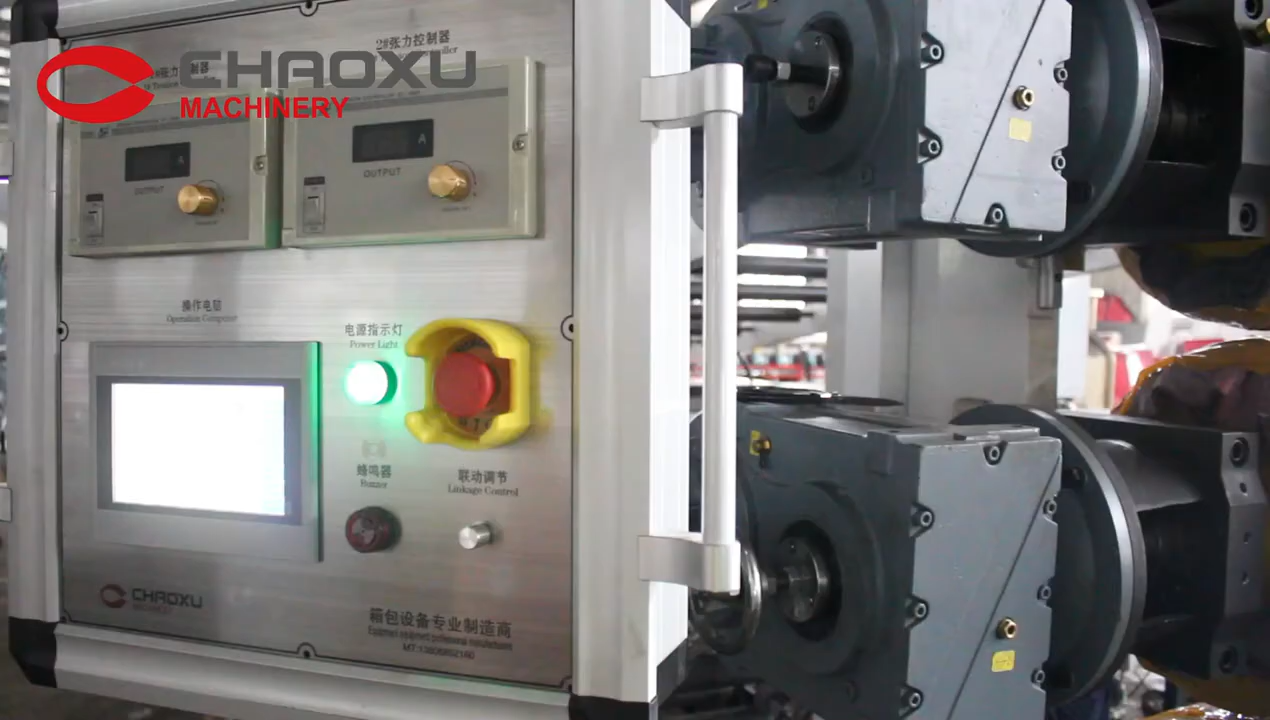 CHAOXU
MACHINERY
2#张力控制器
OUTPUT
A
OUTPUT
A
操作电脑
Operation Computer
电源指示灯
Power Light
蜂鸣器
Buzzer
联动调节
Linkage Control
CHAOXU
MACHINERY
箱包设备专业制造商